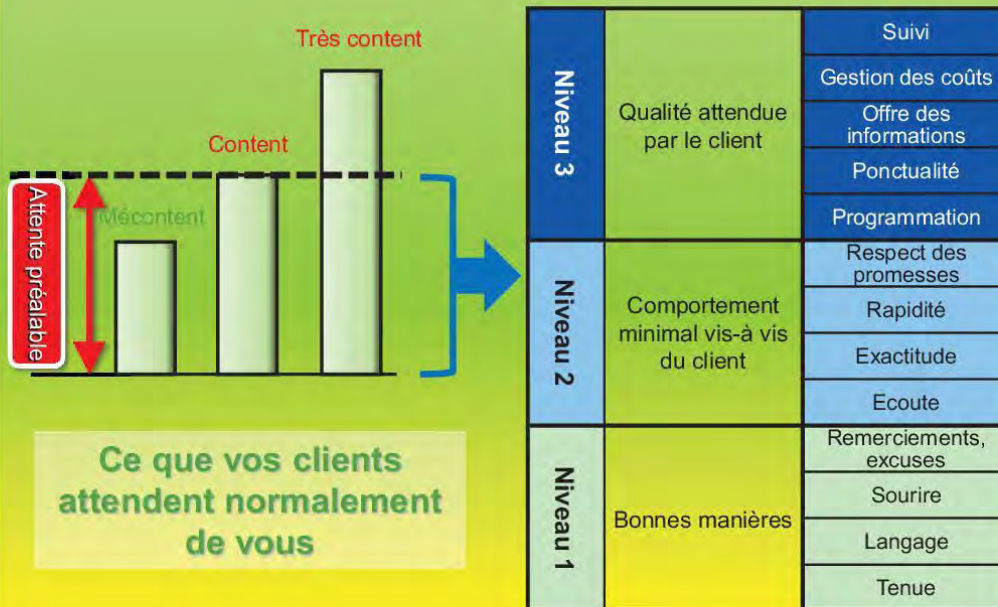 Très content
Content
Mécontent
Attente préalable
Ce que vos clients
attendent normalement
de vous
Niveau 3
Qualité attendue
par le client
Suivi
Gestion des coûts
Offre des
informations
Ponctualité
Programmation
Niveau 2
Comportement
minimal vis-à vis
du client
Respect des
promesses
Rapidité
Exactitude
Ecoute
Niveau 1
Bonnes manières
Remerciements,
excuses
Sourire
Langage
Tenue